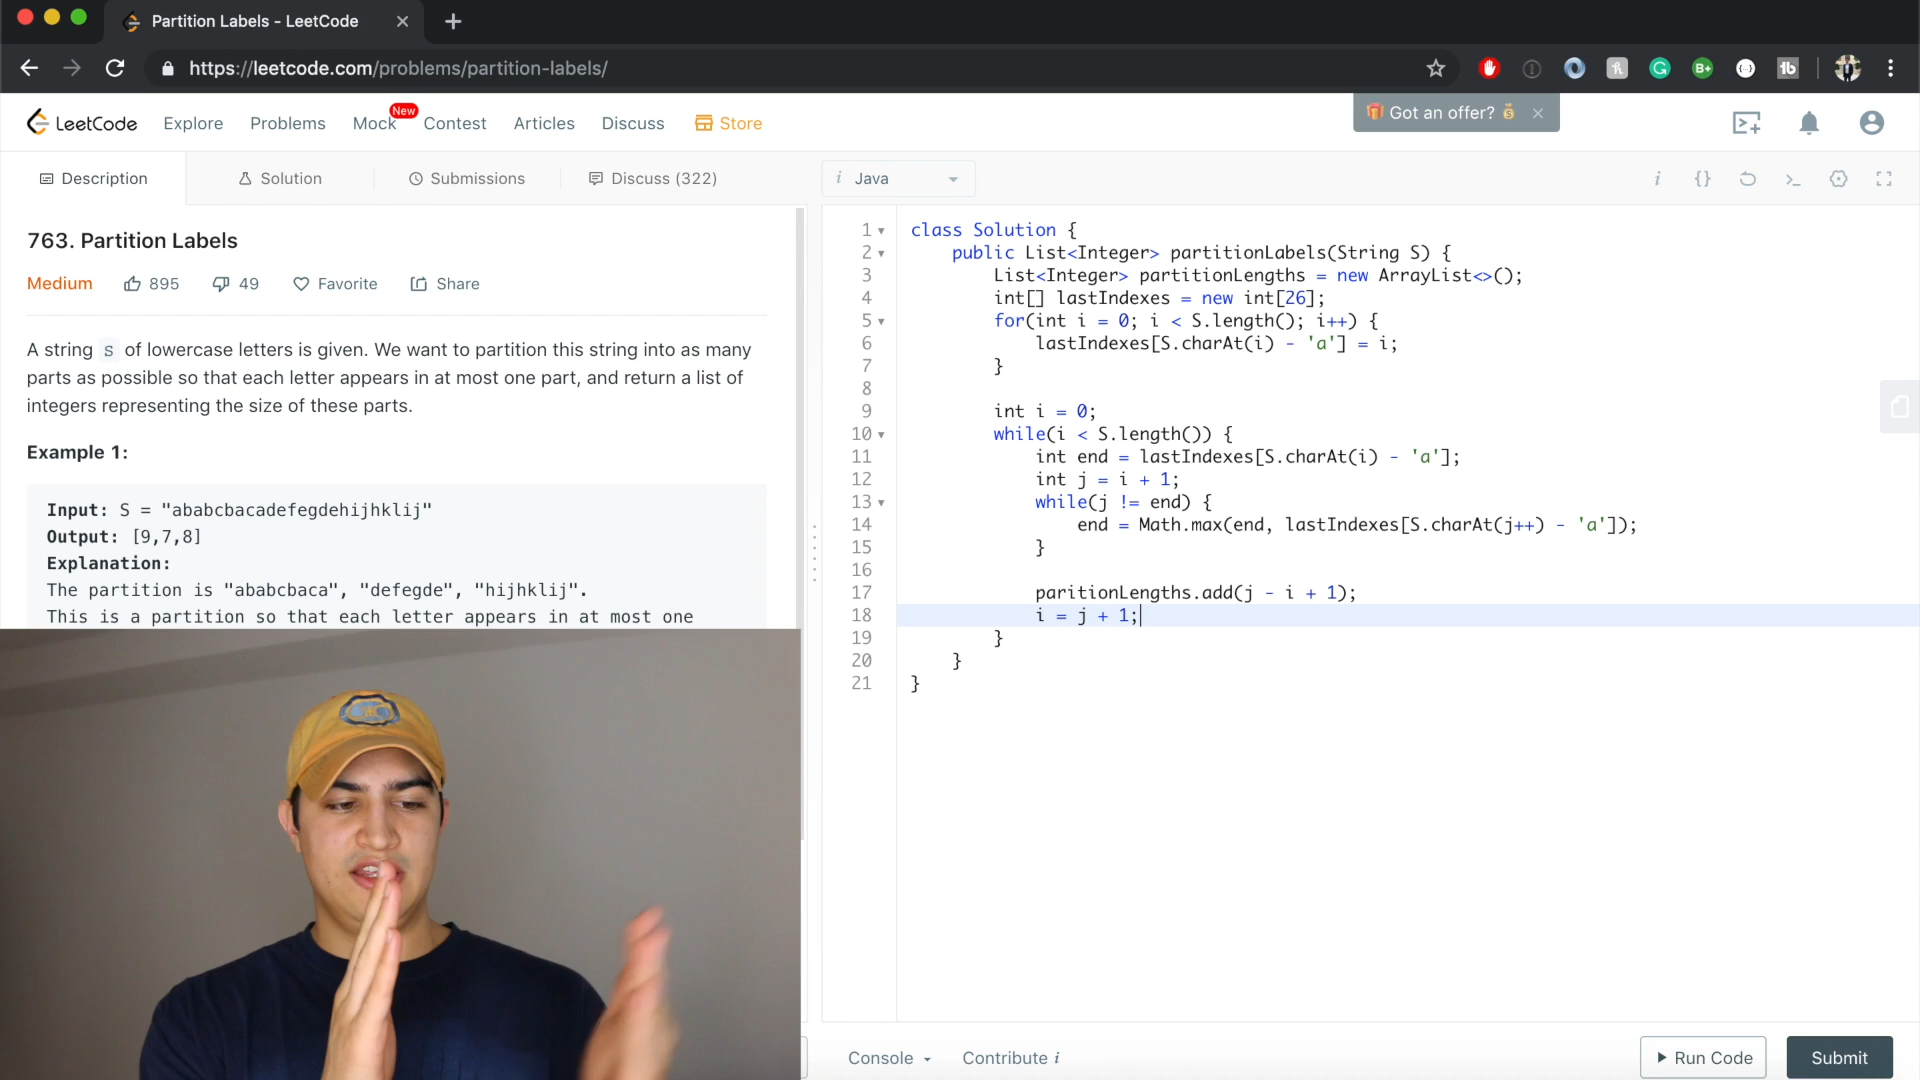 Partition Labels - LeetCode
https://leetcode.com/problems/partition-labels/
LeetCode
Explore
Problems
Mock
New
Contest
Articles
Discuss
Store
Got an offer?
Description
Solution
Submissions
Discuss (322)
i Java
763. Partition Labels
Medium
895
49
Favorite
Share
A string S of lowercase letters is given. We want to partition this string into as many
parts as possible so that each letter appears in at most one part, and return a list of
integers representing the size of these parts.
Example 1:
Input: S = "ababcbacadefegdehijhklij"
Output: [9,7,8]
Explanation:
The partition is "ababcbaca", "defegde", "hijhklij".
This is a partition so that each letter appears in at most one
1 class Solution {
2 public List<Integer> partitionLabels(String S) {
3 List<Integer> partitionLengths = new ArrayList<>();
4 int[] lastIndexes = new int[26];
5 for(int i = 0; i < S.length(); i++) {
6 lastIndexes[S.charAt(i) - 'a'] = i;
7 }
8
9 int i = 0;
10 while(i < S.length()) {
11 int end = lastIndexes[S.charAt(i) - 'a'];
12 int j = i + 1;
13 while(j != end) {
14 end = Math.max(end, lastIndexes[S.charAt(j++) - 'a']);
15 }
16
17 paritionLengths.add(j - i + 1);
18 i = j + 1;
19 }
20 }
21 }
Console
Contribute i
Run Code
Submit